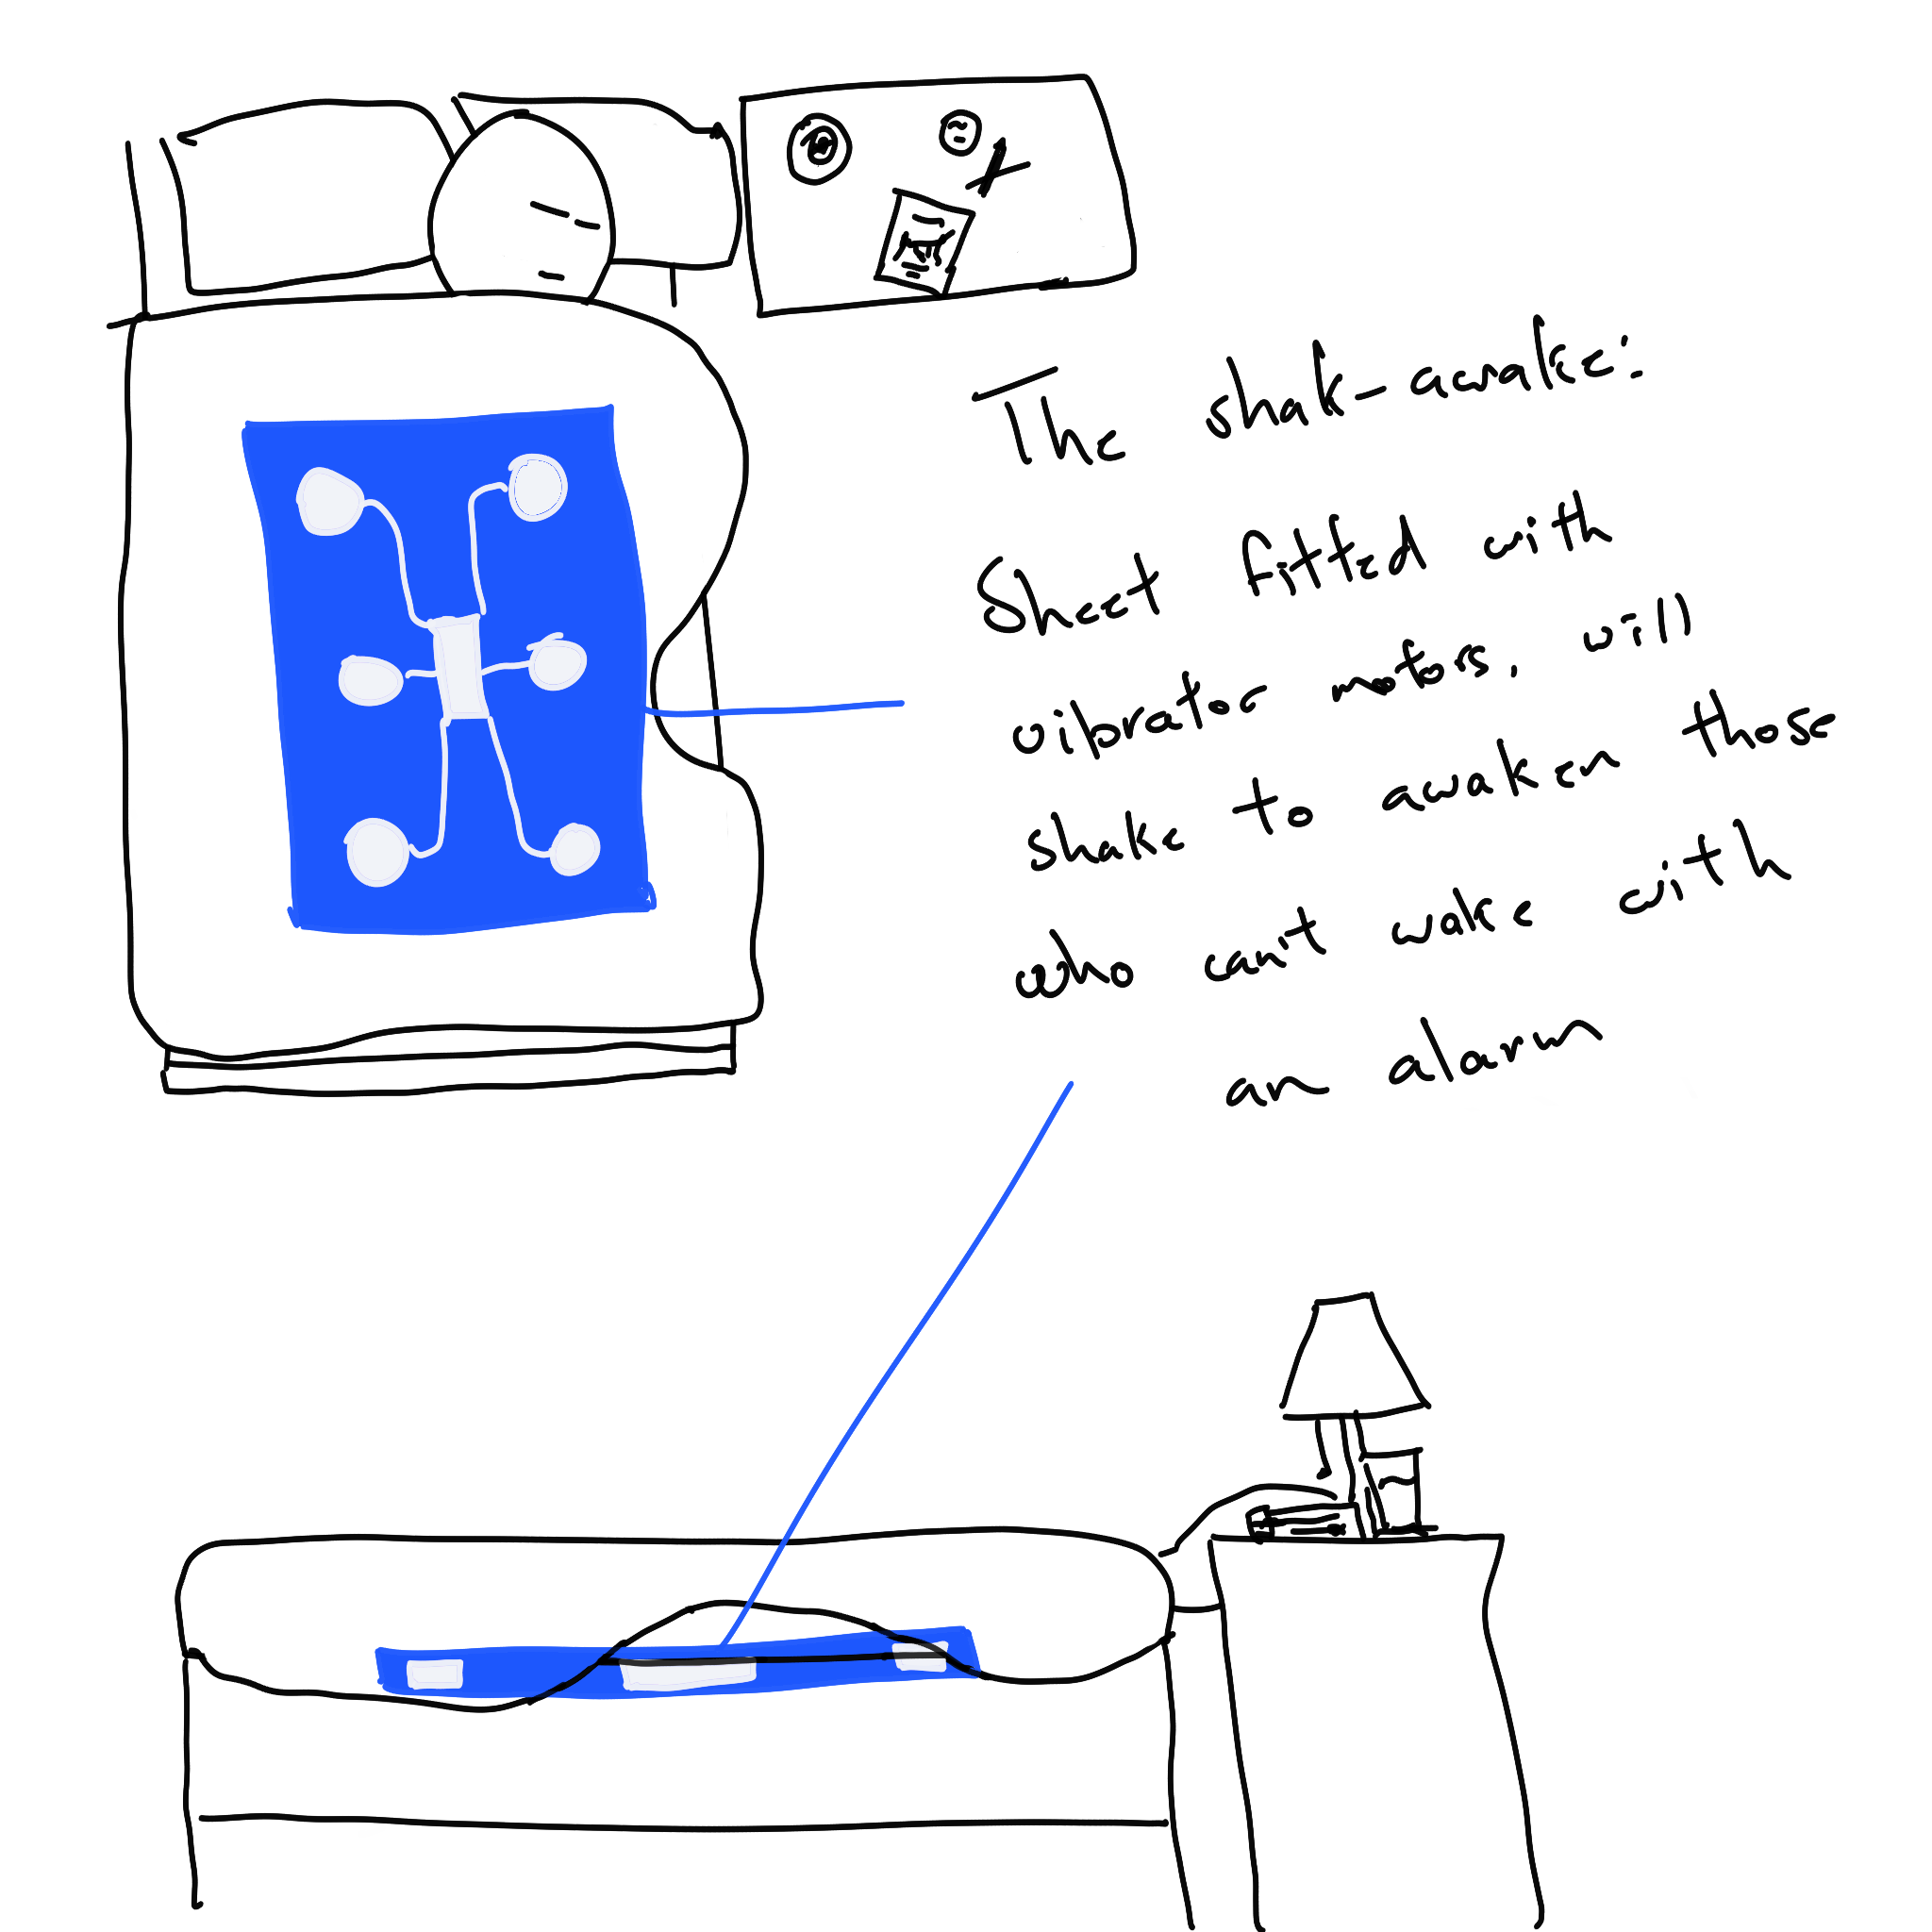 The shak-awake:
Sheet fitted with
vibrator motors, will
shake to awaken those
who can't wake with
an alarm